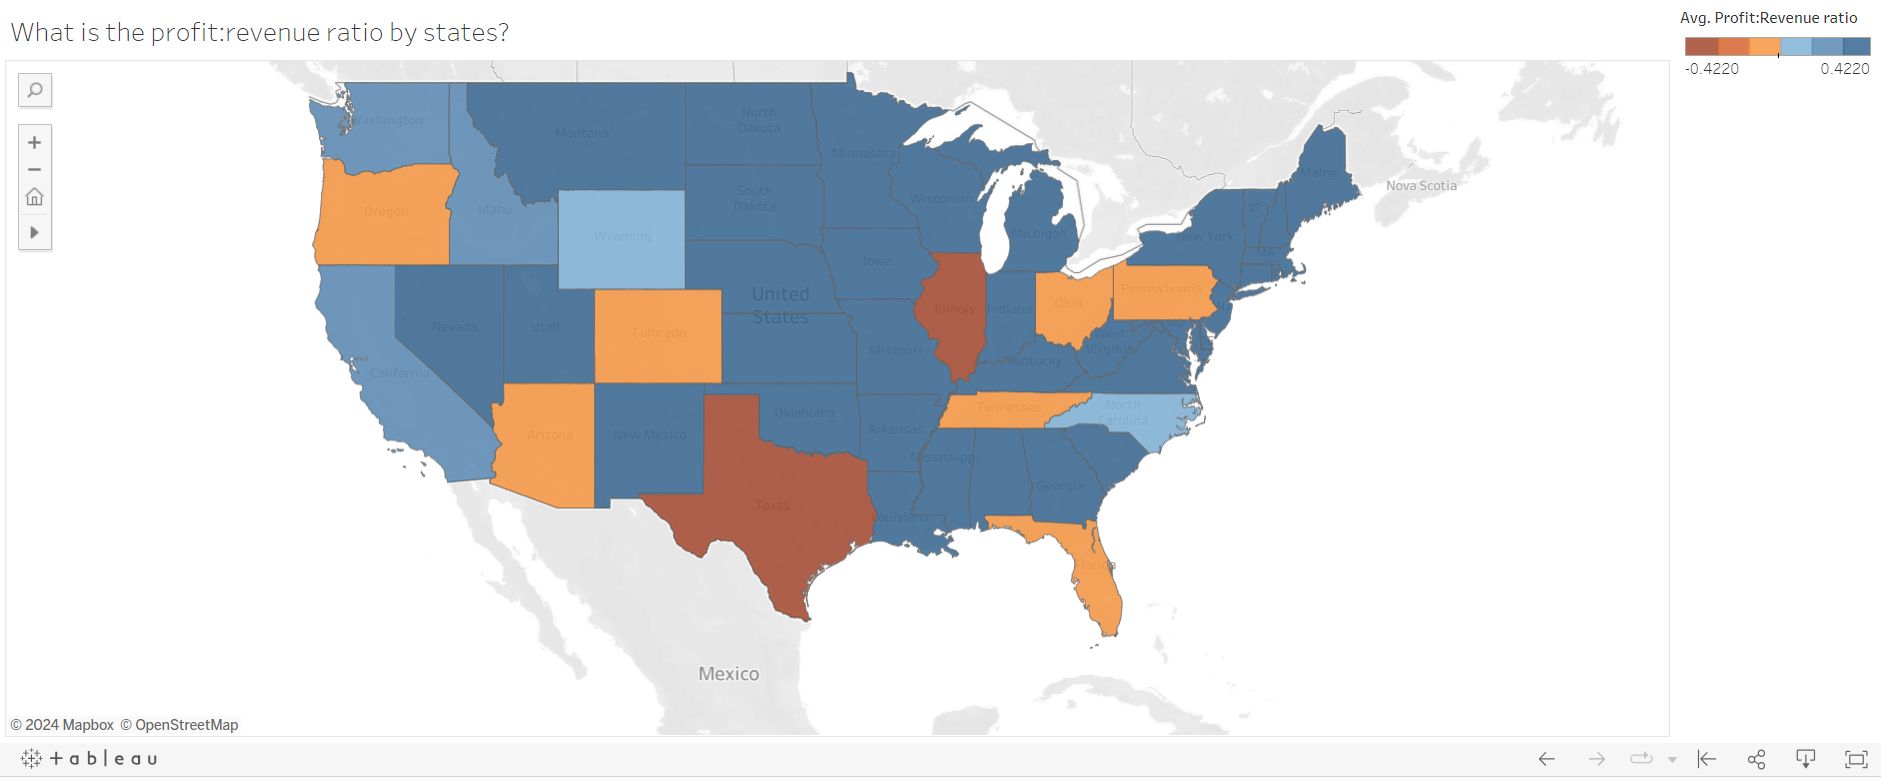 What is the profit:revenue ratio by states?
Avg. Profit:Revenue ratio
-0.4220 0.4220
Washington
Montana
North
Dakota
Minnesota
Maine
Nova Scotia
Oregon
Idaho
South
Dakota
Wisconsin
VT
Wyoming
Michigan
New York
MA
Iowa
United
States
Pennsylvania
Ohio
Illinois
Indiana
Nevada
Utah
Colorado
MD
West
Virginia
Missouri
Kentucky
California
Tennessee
North
Carolina
Oklahoma
Arizona
New Mexico
Arkansas
Mississippi
Georgia
Texas
Louisiana
Florida
Mexico
© 2024 Mapbox © OpenStreetMap
+ableau